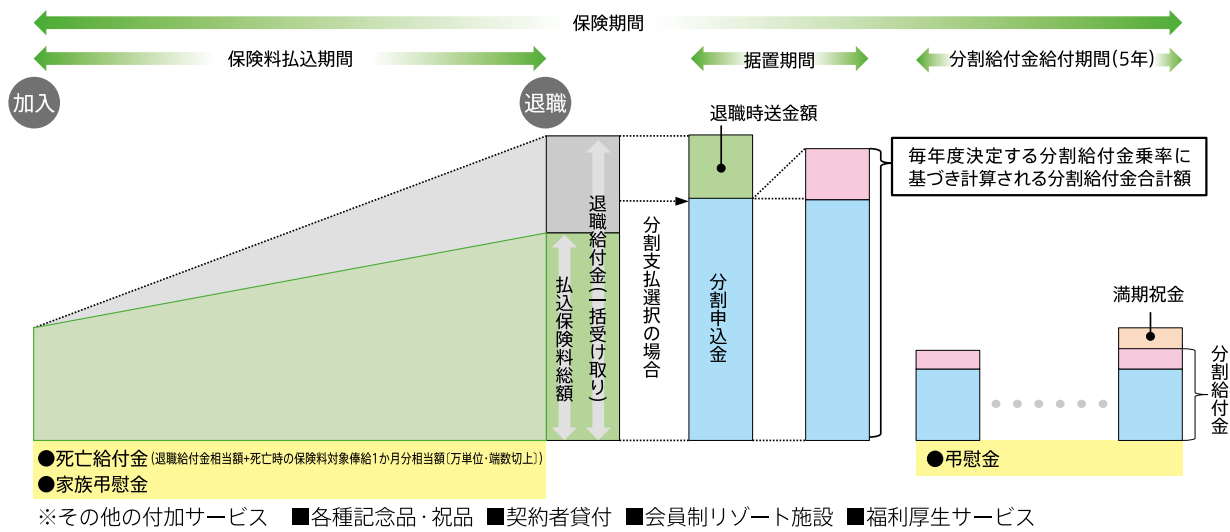 保険期間
保険料払込期間
据置期間
分割給付金給付期間(5年)
加入
退職
退職時送金額
毎年度決定する分割給付金乗率に
基づき計算される分割給付金合計額
退職給付金(一括受け取り)
払込保険料総額
分割支払選択の場合
分割申込金
満期祝金
分割給付金
●死亡給付金(退職給付金相当額+死亡時の保険料対象俸給1か月分相当額〔万単位・端数切上〕)
●家族弔慰金
●弔慰金
※その他の付加サービス ■各種記念品・祝品 ■契約者貸付 ■会員制リゾート施設 ■福利厚生サービス